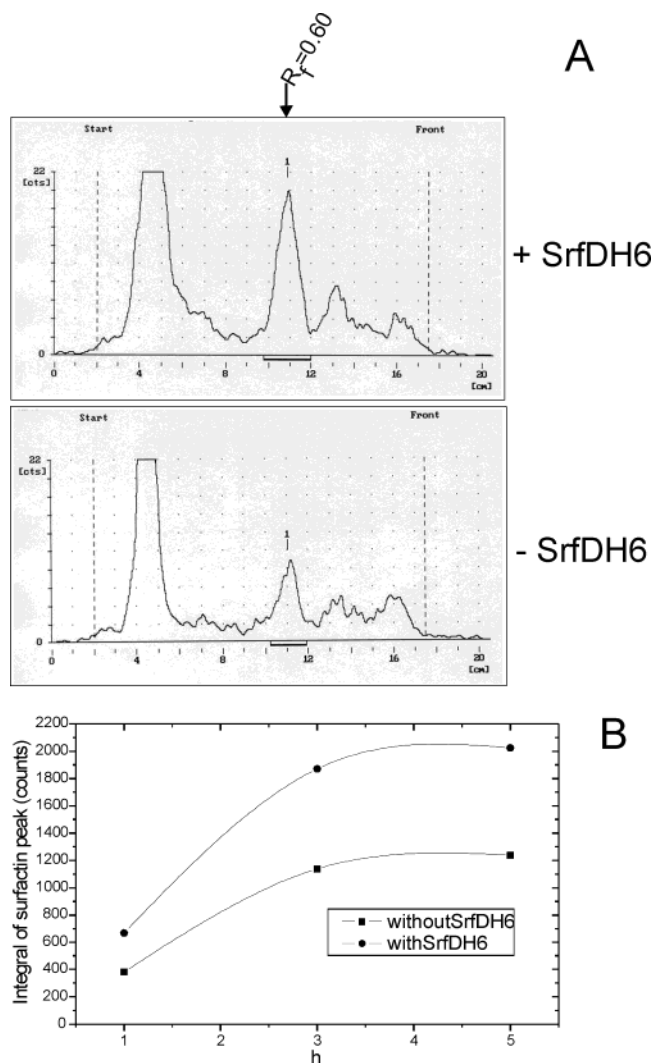 R_f=0.60
A
Start Front
22
[cts]
1
0
0 4 8 12 16 20
[cm]
+ SrfDH6
Start Front
22
[cts]
1
0
0 4 8 12 16 20
[cm]
- SrfDH6
B
Integral of surfactin peak (counts)
2200
2000
1800
1600
1400
1200
1000
800
600
400
200
0
withoutSrfDH6
withSrfDH6
1 2 3 4 5
h